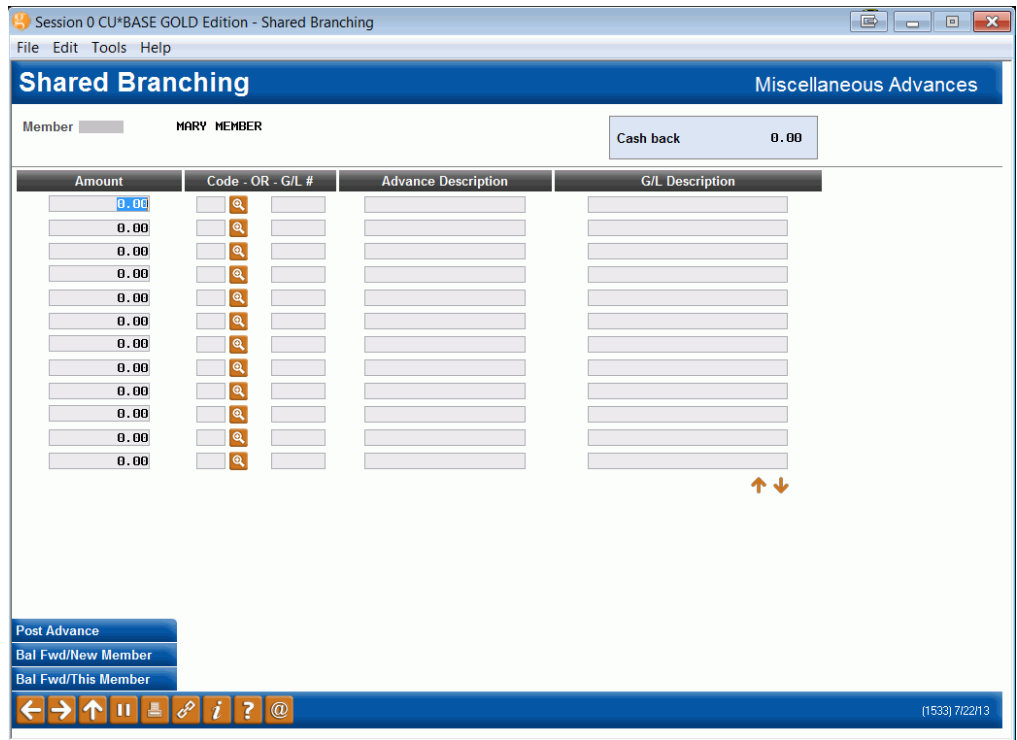 Session 0 CU*BASE GOLD Edition - Shared Branching
File Edit Tools Help
Shared Branching Miscellaneous Advances
Member MARY MEMBER
Cash back 0.00
Amount Code - OR - G/L # Advance Description G/L Description
0.00
0.00
0.00
0.00
0.00
0.00
0.00
0.00
0.00
0.00
0.00
0.00
Post Advance
Bal Fwd/New Member
Bal Fwd/This Member
(1533) 7/22/13